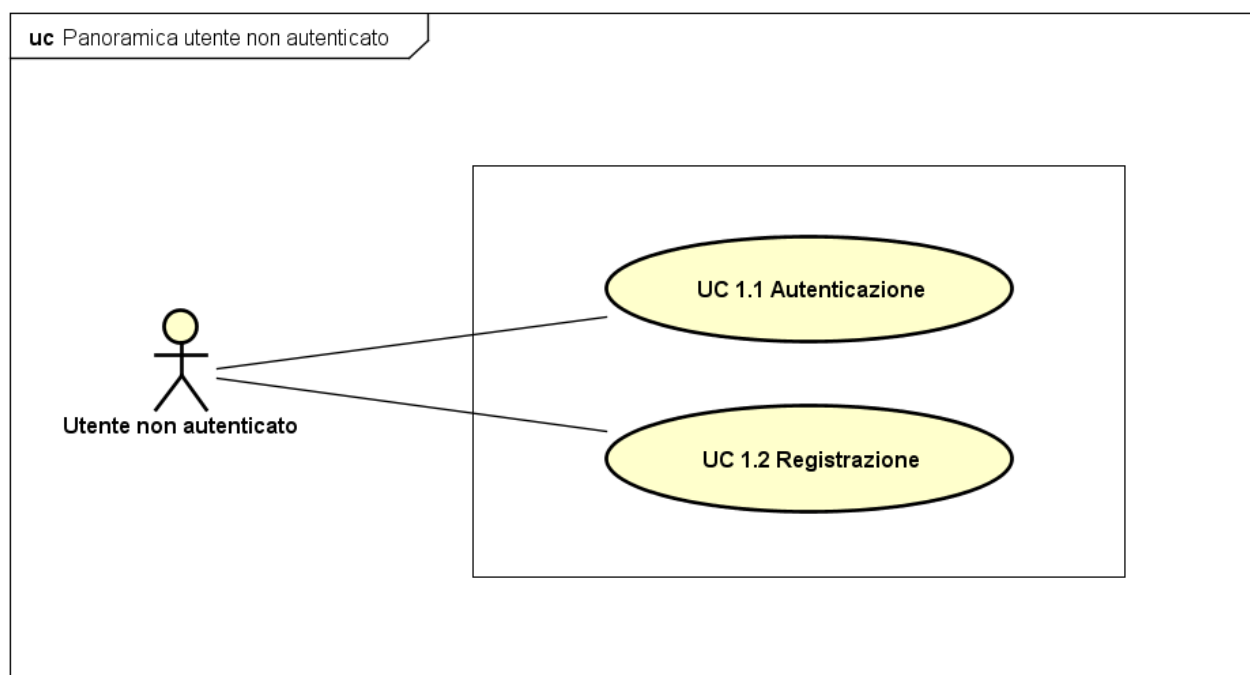 uc Panoramica utente non autenticato
UC 1.1 Autenticazione
Utente non autenticato
UC 1.2 Registrazione